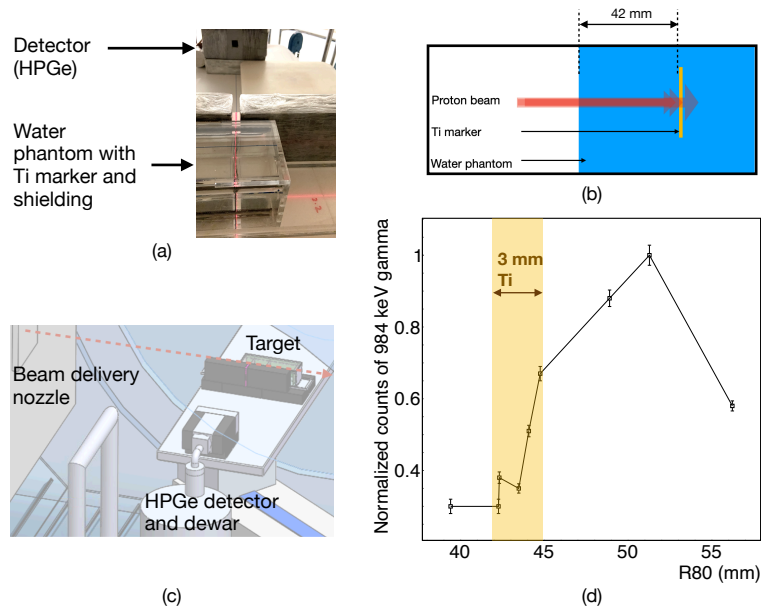 Detector
(HPGe)
Water
phantom with
Ti marker and
shielding
(a)
42 mm
Proton beam
Ti marker
Water phantom
(b)
Target
Beam delivery
nozzle
HPGe detector
and dewar
(c)
Normalized counts of 984 keV gamma
3 mm
Ti
1
0.8
0.6
0.4
40 45 50 55
R80 (mm)
(d)